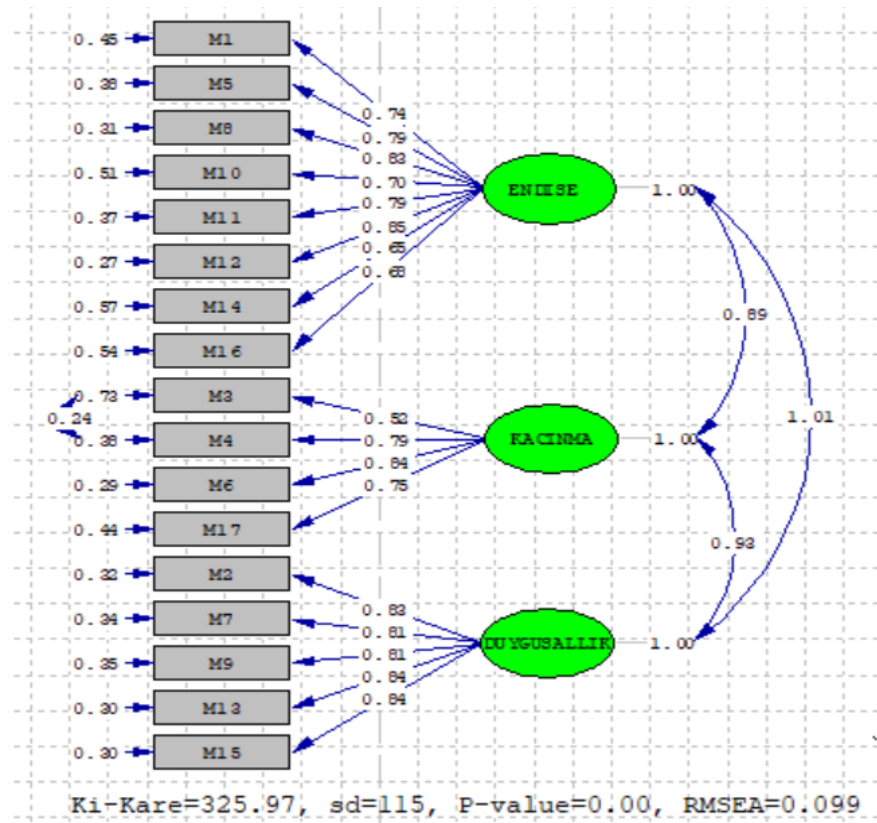 0.45 M1
0.38 M5
0.31 M8
0.51 M10
0.37 M11
0.27 M12
0.57 M14
0.54 M16
0.73 M3
0.24
0.38 M4
0.29 M6
0.44 M17
0.32 M2
0.34 M7
0.35 M9
0.30 M13
0.30 M15
0.74
0.79
0.83
0.70
0.79
0.85
0.65
0.68
0.52
0.79
0.84
0.75
0.83
0.81
0.81
0.84
0.84
ENDISE 1.00
KACINMA 1.00
DUYGUSALLIK 1.00
0.89
1.01
0.93
Ki-Kare=325.97, sd=115, P-value=0.00, RMSEA=0.099